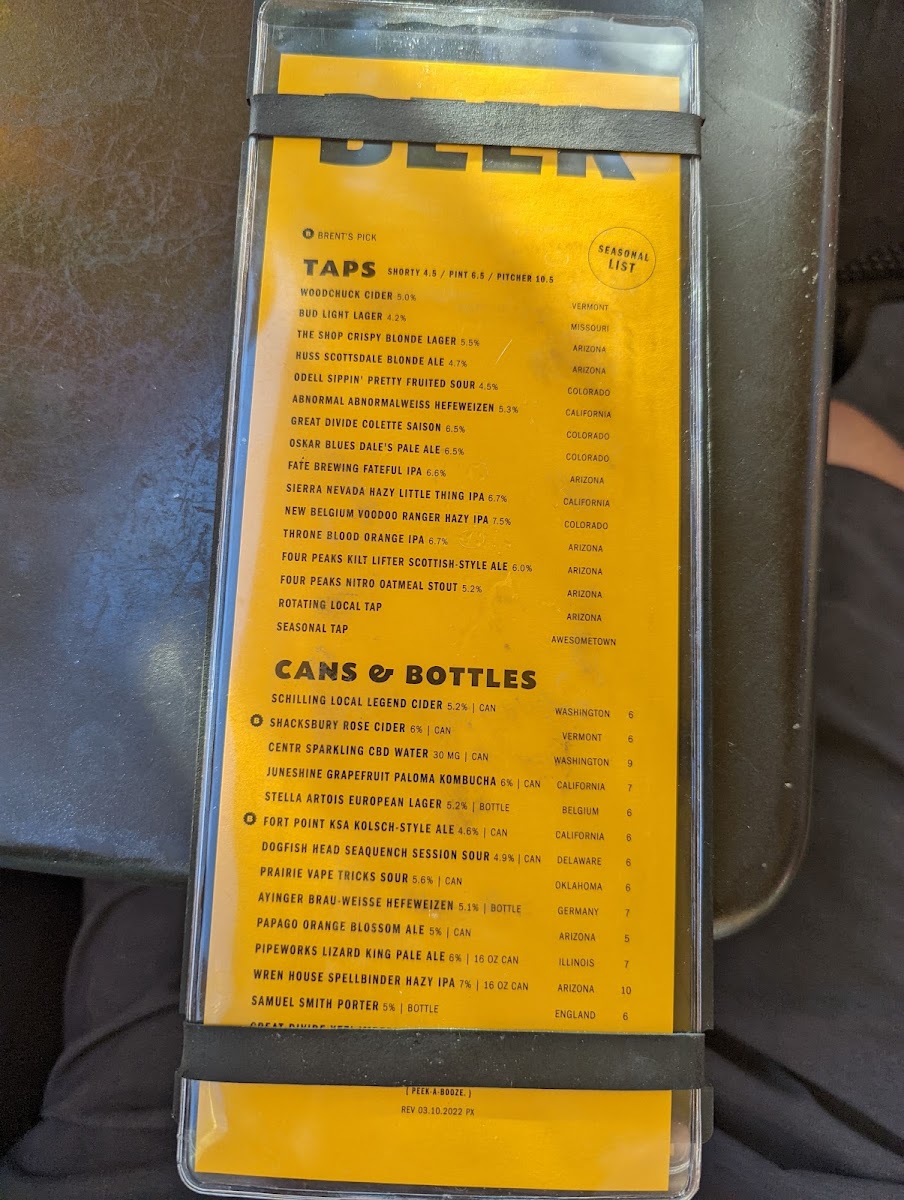 BEER
B BRENT'S PICK
SEASONAL LIST
TAPS SHORTY 4.5 / PINT 6.5 / PITCHER 10.5
WOODCHUCK CIDER 5.0% VERMONT
BUD LIGHT LAGER 4.2% MISSOURI
THE SHOP CRISPY BLONDE LAGER 5.5% ARIZONA
HUSS SCOTTSDALE BLONDE ALE 4.7% ARIZONA
ODELL SIPPIN' PRETTY FRUITED SOUR 4.5% COLORADO
ABNORMAL ABNORMALWEISS HEFEWEIZEN 5.3% CALIFORNIA
GREAT DIVIDE COLETTE SAISON 6.5% COLORADO
OSKAR BLUES DALE'S PALE ALE 6.5% COLORADO
FATE BREWING FATEFUL IPA 6.6% ARIZONA
SIERRA NEVADA HAZY LITTLE THING IPA 6.7% CALIFORNIA
NEW BELGIUM VOODOO RANGER HAZY IPA 7.5% COLORADO
THRONE BLOOD ORANGE IPA 6.7% ARIZONA
FOUR PEAKS KILT LIFTER SCOTTISH-STYLE ALE 6.0% ARIZONA
FOUR PEAKS NITRO OATMEAL STOUT 5.2% ARIZONA
ROTATING LOCAL TAP ARIZONA
SEASONAL TAP AWESOMETOWN
CANS & BOTTLES
SCHILLING LOCAL LEGEND CIDER 5.2% | CAN WASHINGTON 6
B SHACKSBURY ROSE CIDER 6% | CAN VERMONT 6
CENTR SPARKLING CBD WATER 30 MG | CAN WASHINGTON 9
JUNESHINE GRAPEFRUIT PALOMA KOMBUCHA 6% | CAN CALIFORNIA 7
STELLA ARTOIS EUROPEAN LAGER 5.2% | BOTTLE BELGIUM 6
B FORT POINT KSA KOLSCH-STYLE ALE 4.6% | CAN CALIFORNIA 6
DOGFISH HEAD SEAQUENCH SESSION SOUR 4.9% | CAN DELAWARE 6
PRAIRIE VAPE TRICKS SOUR 5.6% | CAN OKLAHOMA 6
AYINGER BRAU-WEISSE HEFEWEIZEN 5.1% | BOTTLE GERMANY 7
PAPAGO ORANGE BLOSSOM ALE 5% | CAN ARIZONA 5
PIPEWORKS LIZARD KING PALE ALE 6% | 16 OZ CAN ILLINOIS 7
WREN HOUSE SPELLBINDER HAZY IPA 7% | 16 OZ CAN ARIZONA 10
SAMUEL SMITH PORTER 5% | BOTTLE ENGLAND 6
GREAT DIVIDE YETI
( PEEK-A-BOOZE. )
REV 03.10.2022 PX